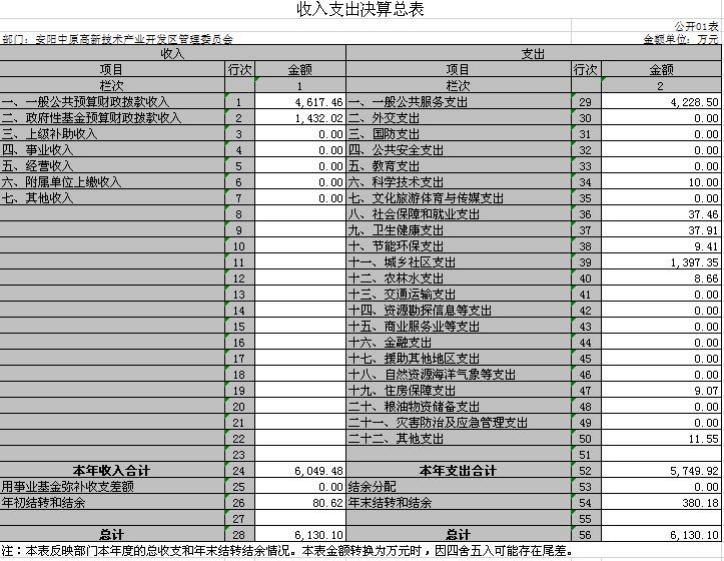 收入支出决算总表
公开01表
部门：安阳中原高新技术产业开发区管理委员会 金额单位：万元
收入 支出
项目 行次 金额 项目 行次 金额
栏次 1 栏次 2
一、一般公共预算财政拨款收入 1 4,617.46 一、一般公共服务支出 29 4,228.50
二、政府性基金预算财政拨款收入 2 1,432.02 二、外交支出 30 0.00
三、上级补助收入 3 0.00 三、国防支出 31 0.00
四、事业收入 4 0.00 四、公共安全支出 32 0.00
五、经营收入 5 0.00 五、教育支出 33 0.00
六、附属单位上缴收入 6 0.00 六、科学技术支出 34 10.00
七、其他收入 7 0.00 七、文化旅游体育与传媒支出 35 0.00
8 八、社会保障和就业支出 36 37.46
9 九、卫生健康支出 37 37.91
10 十、节能环保支出 38 9.41
11 十一、城乡社区支出 39 1,397.35
12 十二、农林水支出 40 8.66
13 十三、交通运输支出 41 0.00
14 十四、资源勘探信息等支出 42 0.00
15 十五、商业服务业等支出 43 0.00
16 十六、金融支出 44 0.00
17 十七、援助其他地区支出 45 0.00
18 十八、自然资源海洋气象等支出 46 0.00
19 十九、住房保障支出 47 9.07
20 二十、粮油物资储备支出 48 0.00
21 二十一、灾害防治及应急管理支出 49 0.00
22 二十二、其他支出 50 11.55
23 51
本年收入合计 24 6,049.48 本年支出合计 52 5,749.92
用事业基金弥补收支差额 25 0.00 结余分配 53 0.00
年初结转和结余 26 80.62 年末结转和结余 54 380.18
27 55
总计 28 6,130.10 总计 56 6,130.10
注：本表反映部门本年度的总收支和年末结转结余情况。本表金额转换为万元时，因四舍五入可能存在尾差。